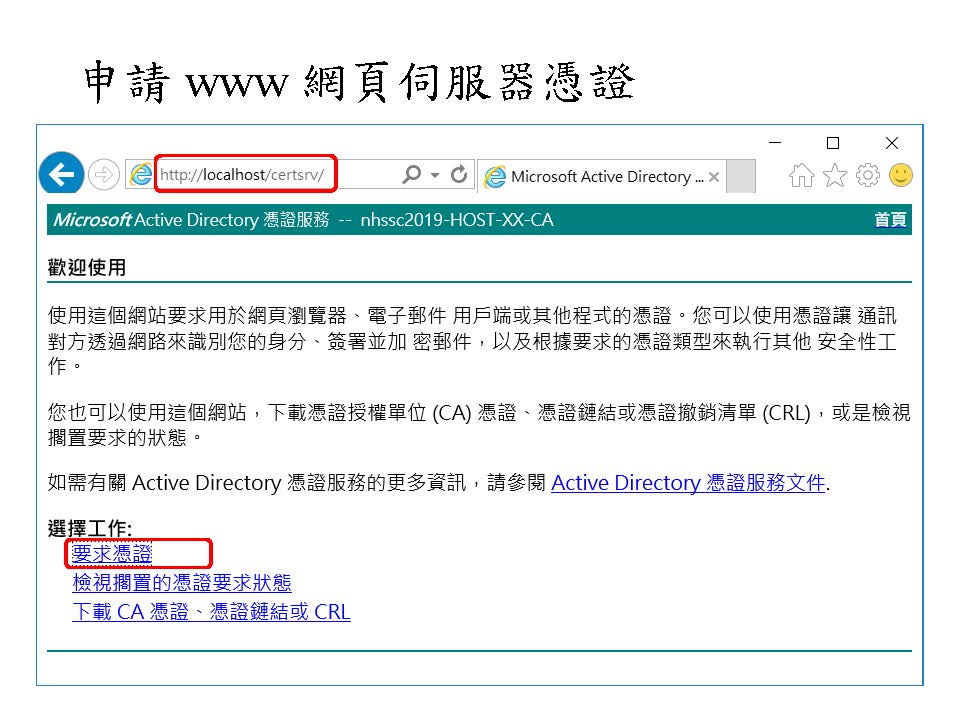 申請 www 網頁伺服器憑證
http://localhost/certsrv/
Microsoft Active Directory ...
Microsoft Active Directory 憑證服務 -- nhssc2019-HOST-XX-CA
首頁
歡迎使用
使用這個網站要求用於網頁瀏覽器、電子郵件 用戶端或其他程式的憑證。您可以使用憑證讓 通訊
對方透過網路來識別您的身分、簽署並加 密郵件，以及根據要求的憑證類型來執行其他 安全性工
作。
您也可以使用這個網站，下載憑證授權單位 (CA) 憑證、憑證鏈結或憑證撤銷清單 (CRL)，或是檢視
擱置要求的狀態。
如需有關 Active Directory 憑證服務的更多資訊，請參閱 Active Directory 憑證服務文件.
選擇工作:
要求憑證
檢視擱置的憑證要求狀態
下載 CA 憑證、憑證鏈結或 CRL